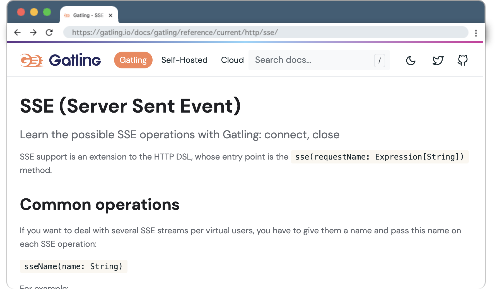 Gatling - SSE
https://gatling.io/docs/gatling/reference/current/http/sse/
Gatling Gatling Self-Hosted Cloud Search docs... /
SSE (Server Sent Event)
Learn the possible SSE operations with Gatling: connect, close
SSE support is an extension to the HTTP DSL, whose entry point is the sse(requestName: Expression[String])
method.
Common operations
If you want to deal with several SSE streams per virtual users, you have to give them a name and pass this name on
each SSE operation:
sseName(name: String)
For example: